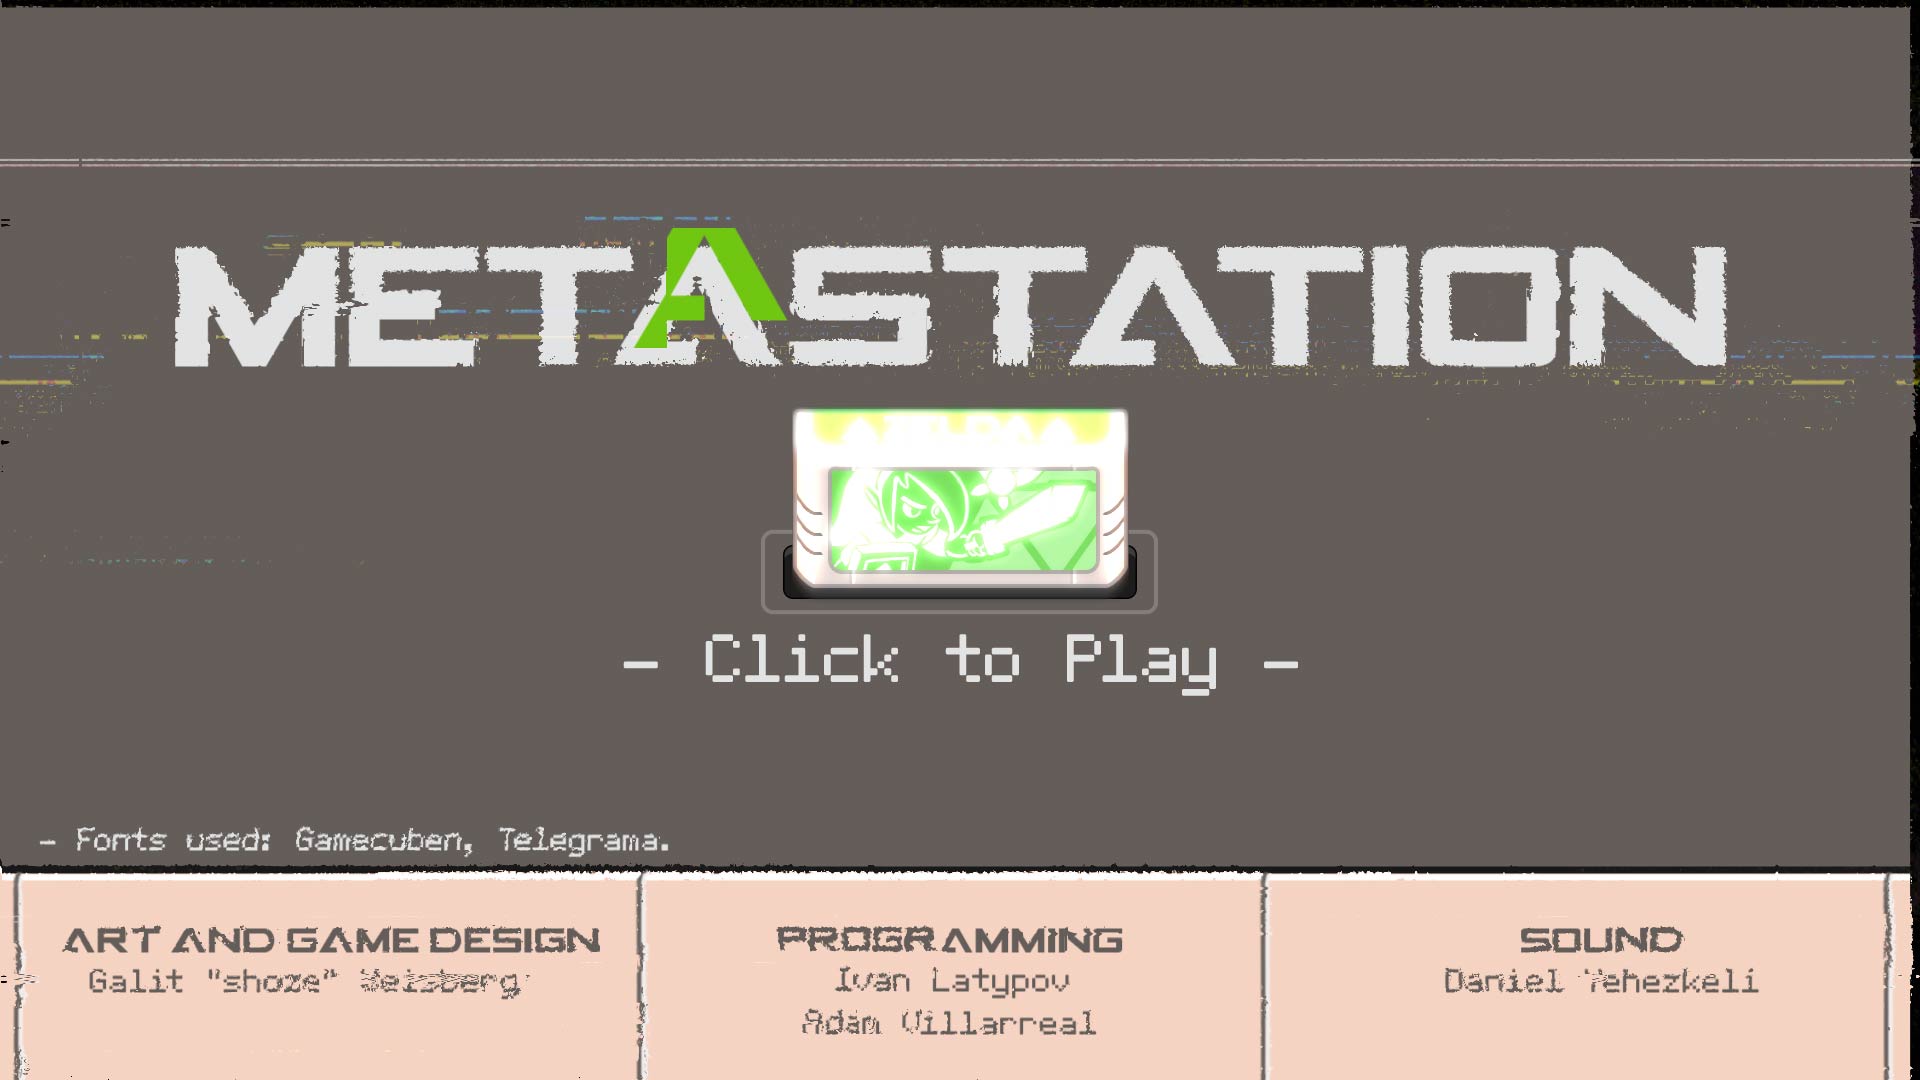 METASTATION
- Click to Play -
- Fonts used: Gamecuben, Telegrama.
ART AND GAME DESIGN
Galit "shoze" Weisberg
PROGRAMMING
Ivan Latypov
Adam Villarreal
SOUND
Daniel Yehezkeli